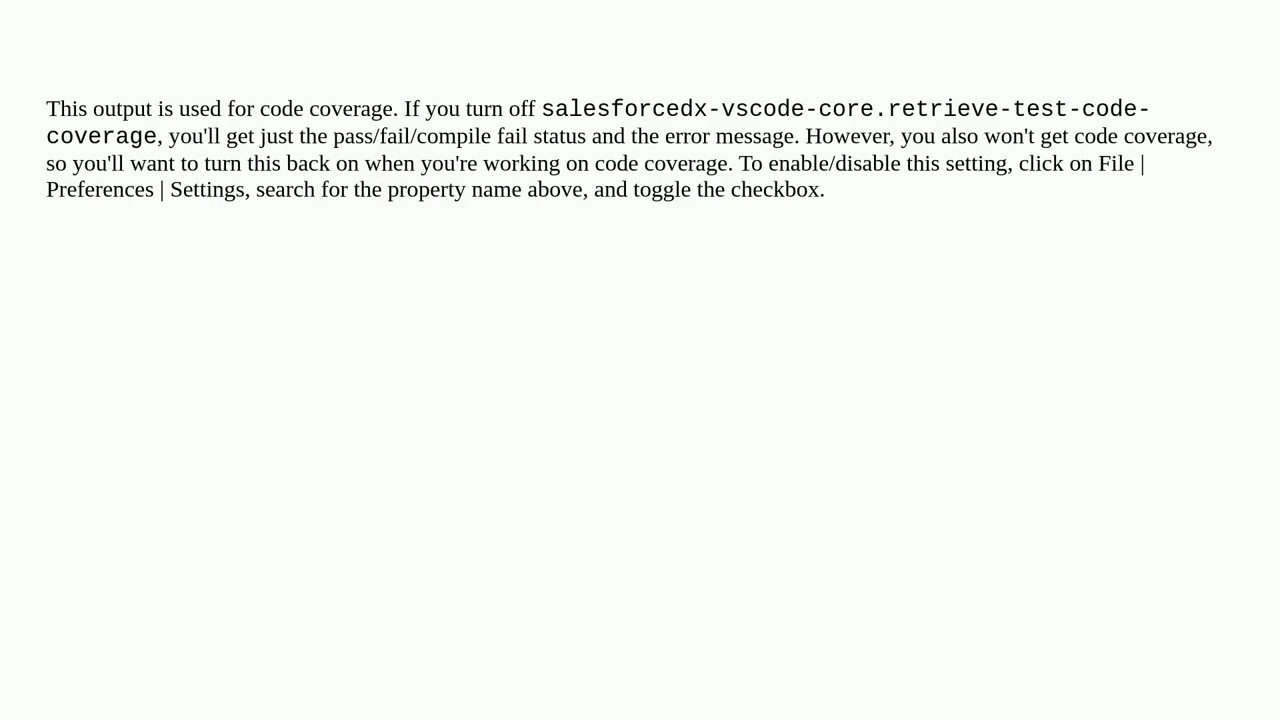 This output is used for code coverage. If you turn off salesforcedx-vscode-core.retrieve-test-code-
coverage, you'll get just the pass/fail/compile fail status and the error message. However, you also won't get code coverage,
so you'll want to turn this back on when you're working on code coverage. To enable/disable this setting, click on File |
Preferences | Settings, search for the property name above, and toggle the checkbox.